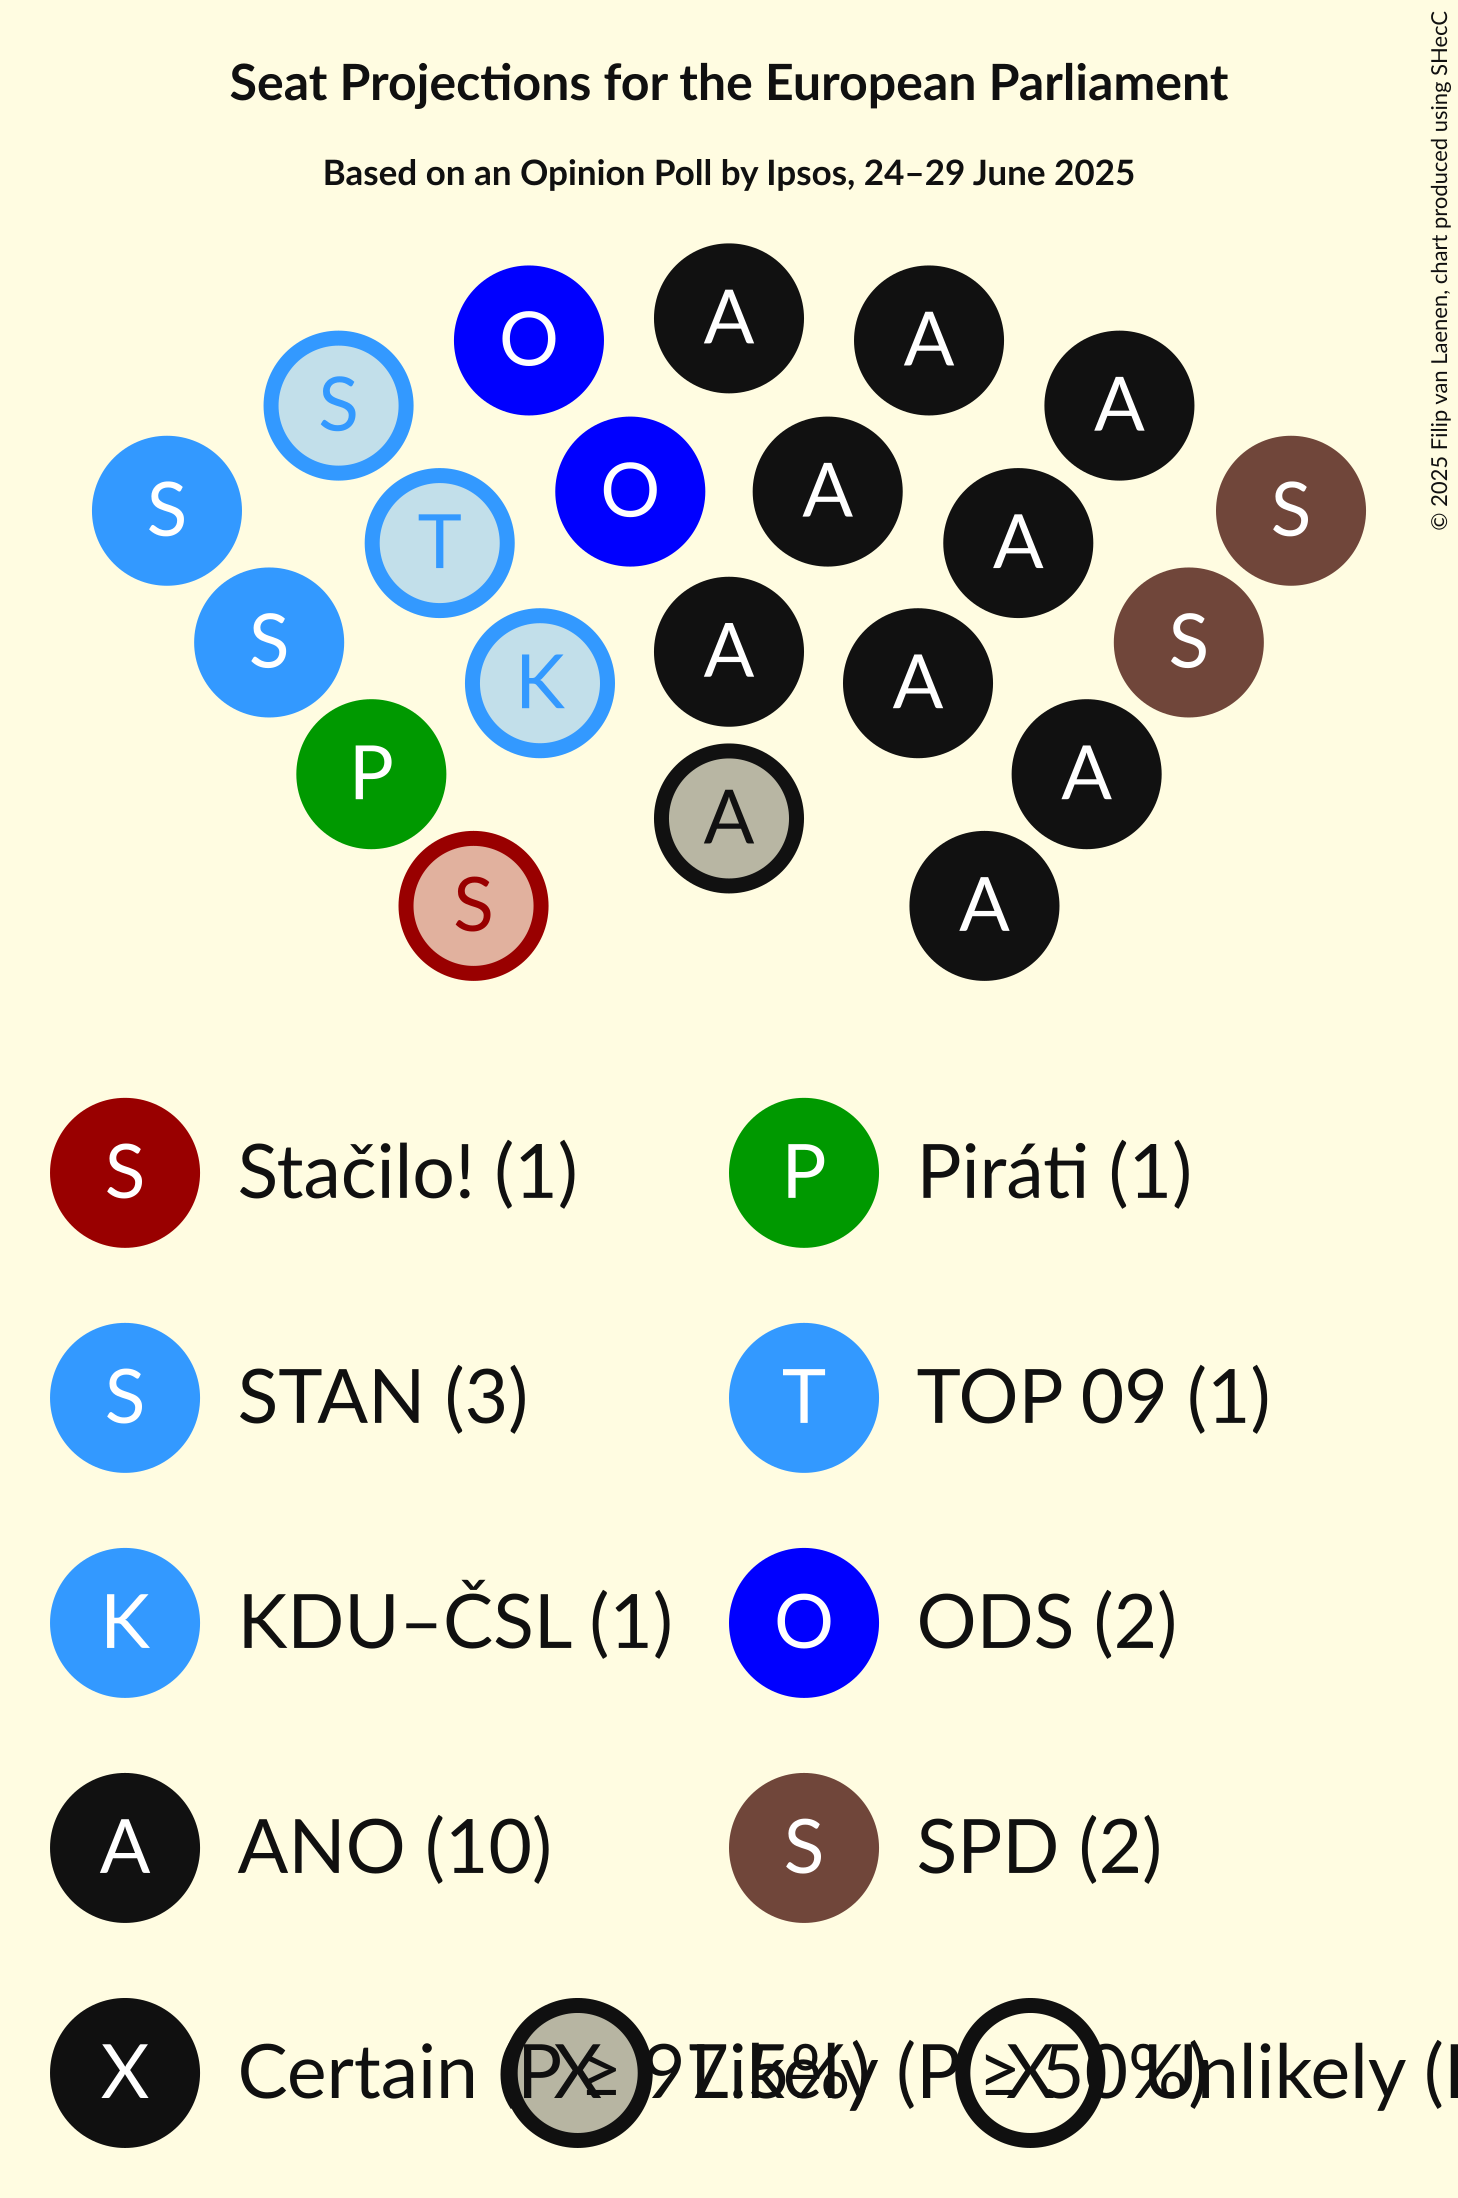 Seat Projections for the European Parliament
Based on an Opinion Poll by Ipsos, 24–29 June 2025
© 2025 Filip van Laenen, chart produced using SHecC
A
O A
S A
S S
O A
T A
S S
A
K A
P A
A
S A
S Stačilo! (1) P Piráti (1)
S STAN (3) T TOP 09 (1)
K KDU–ČSL (1) O ODS (2)
A ANO (10) S SPD (2)
X Certain (P ≥ 97.5%) X Likely (P ≥ 50%) X Unlikely (